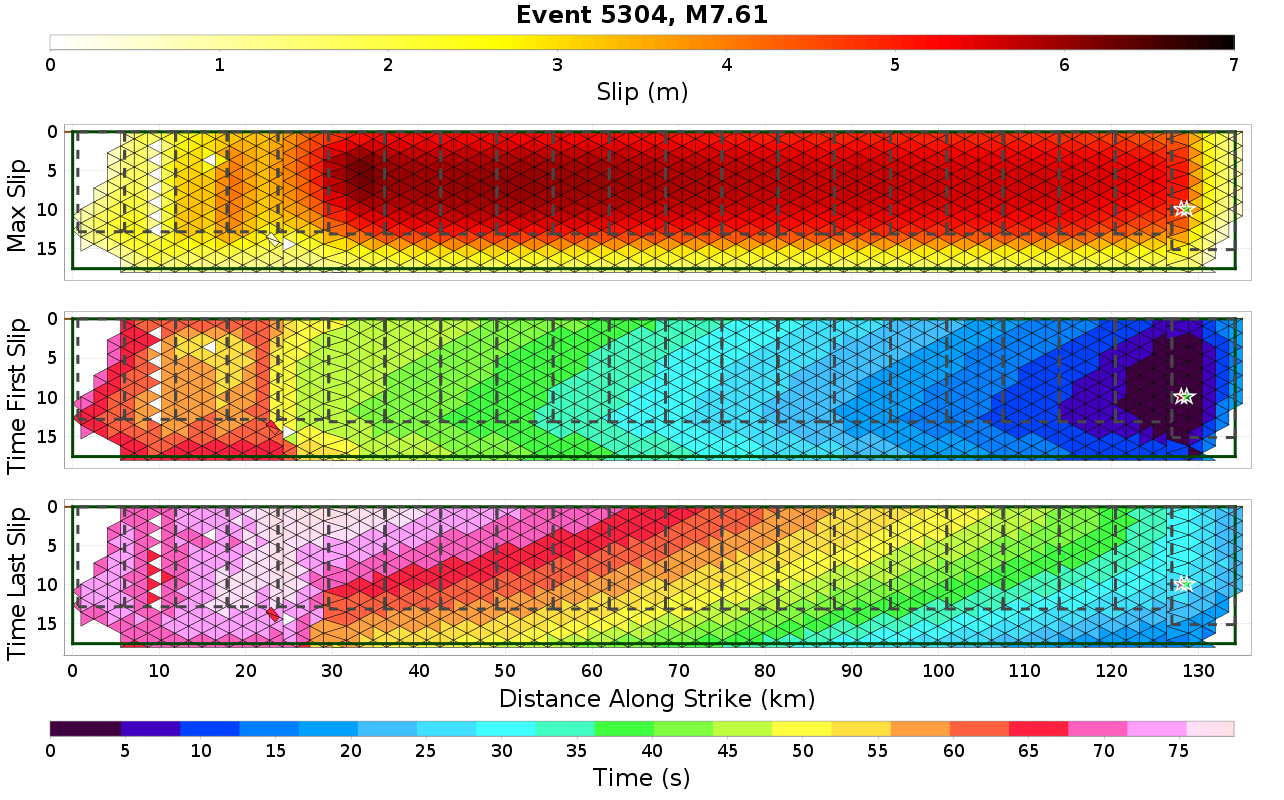 Event 5304, M7.61
0 1 2 3 4 5 6 7
Slip (m)
Max Slip
0
5
10
15
Time First Slip
0
5
10
15
Time Last Slip
0
5
10
15
0 10 20 30 40 50 60 70 80 90 100 110 120 130
Distance Along Strike (km)
0 5 10 15 20 25 30 35 40 45 50 55 60 65 70 75
Time (s)